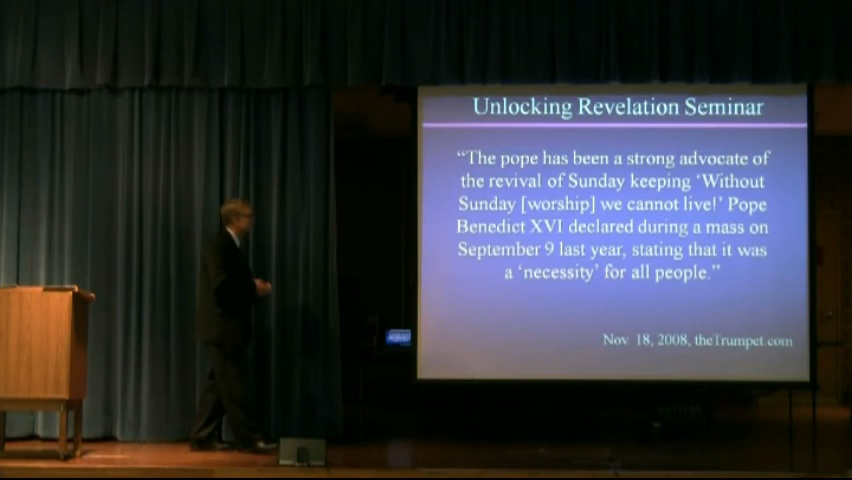 Unlocking Revelation Seminar
“The pope has been a strong advocate of
the revival of Sunday keeping ‘Without
Sunday [worship] we cannot live!’ Pope
Benedict XVI declared during a mass on
September 9 last year, stating that it was
a ‘necessity’ for all people.”
Nov. 18, 2008, theTrumpet.com